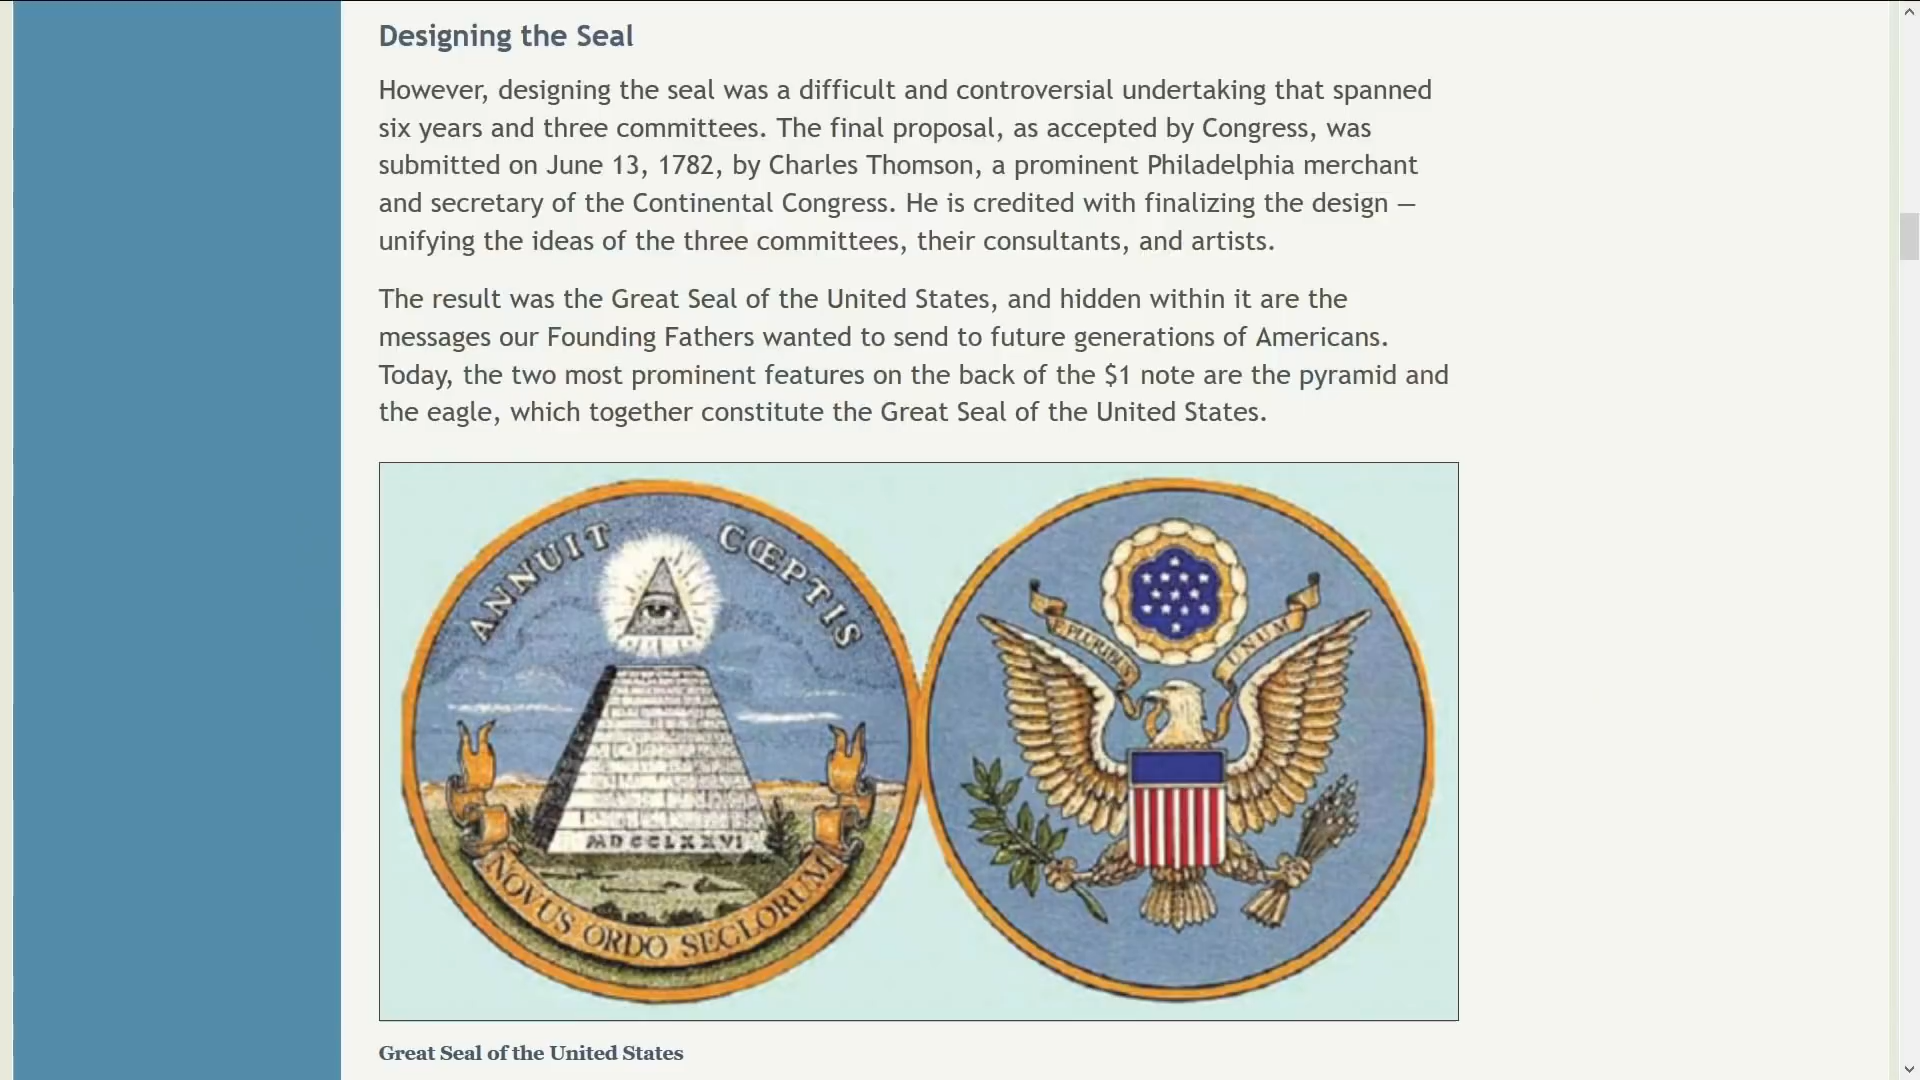 Designing the Seal
However, designing the seal was a difficult and controversial undertaking that spanned
six years and three committees. The final proposal, as accepted by Congress, was
submitted on June 13, 1782, by Charles Thomson, a prominent Philadelphia merchant
and secretary of the Continental Congress. He is credited with finalizing the design —
unifying the ideas of the three committees, their consultants, and artists.
The result was the Great Seal of the United States, and hidden within it are the
messages our Founding Fathers wanted to send to future generations of Americans.
Today, the two most prominent features on the back of the $1 note are the pyramid and
the eagle, which together constitute the Great Seal of the United States.
ANNUIT CŒPTIS
MDCCLXXVI
NOVUS ORDO SECLORUM
E PLURIBUS UNUM
Great Seal of the United States